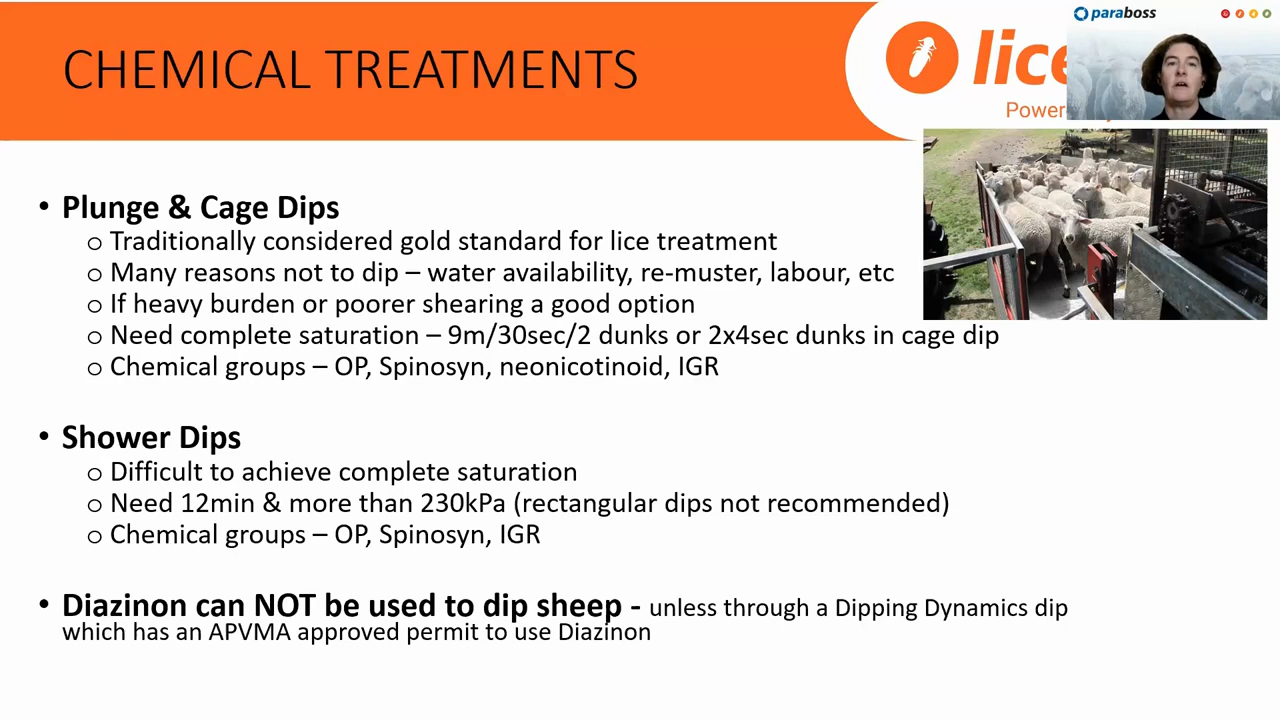 CHEMICAL TREATMENTS
lice
Power
paraboss
• Plunge & Cage Dips
o Traditionally considered gold standard for lice treatment
o Many reasons not to dip – water availability, re-muster, labour, etc
o If heavy burden or poorer shearing a good option
o Need complete saturation – 9m/30sec/2 dunks or 2x4sec dunks in cage dip
o Chemical groups – OP, Spinosyn, neonicotinoid, IGR
• Shower Dips
o Difficult to achieve complete saturation
o Need 12min & more than 230kPa (rectangular dips not recommended)
o Chemical groups – OP, Spinosyn, IGR
• Diazinon can NOT be used to dip sheep - unless through a Dipping Dynamics dip
which has an APVMA approved permit to use Diazinon